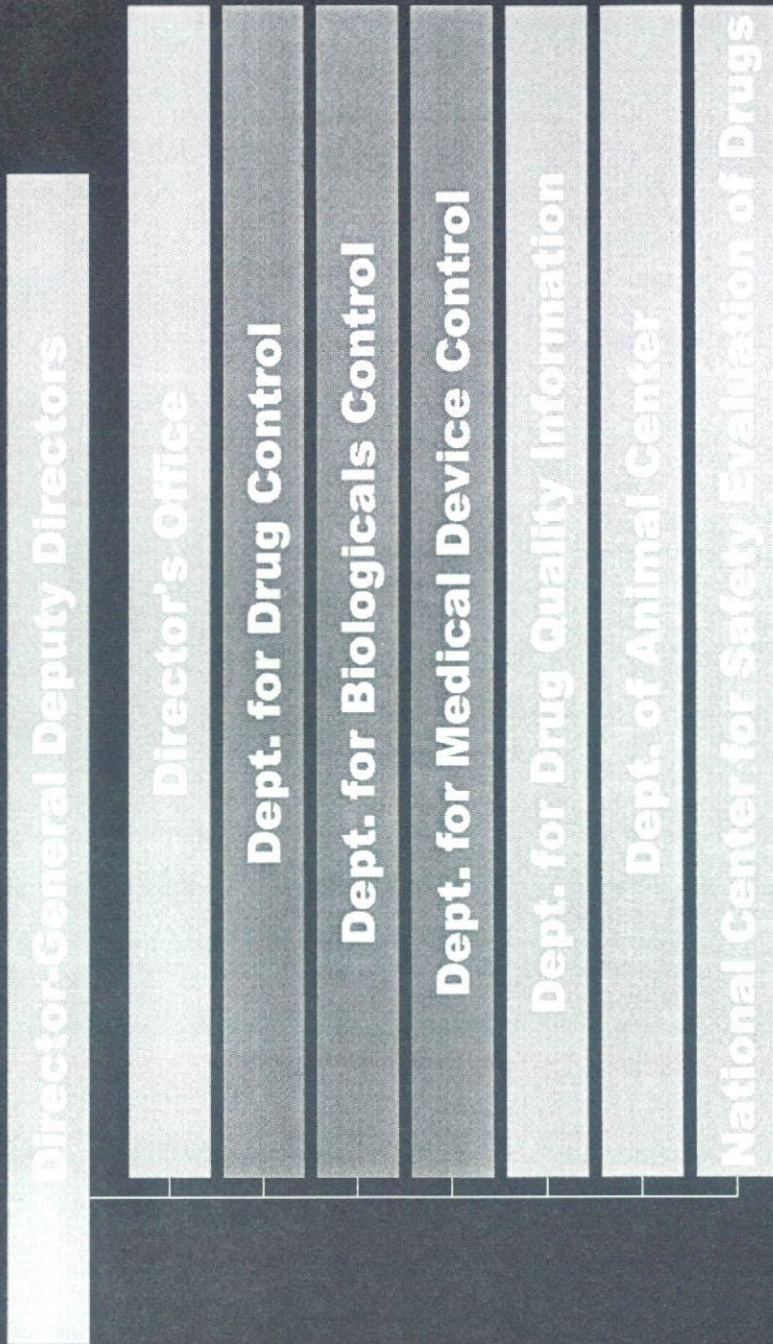 Director-General Deputy Directors
Director's Office
Dept. for Drug Control
Dept. for Biologicals Control
Dept. for Medical Device Control
Dept. for Drug Quality Information
Dept. of Animal Center
National Center for Safety Evaluation of Drugs